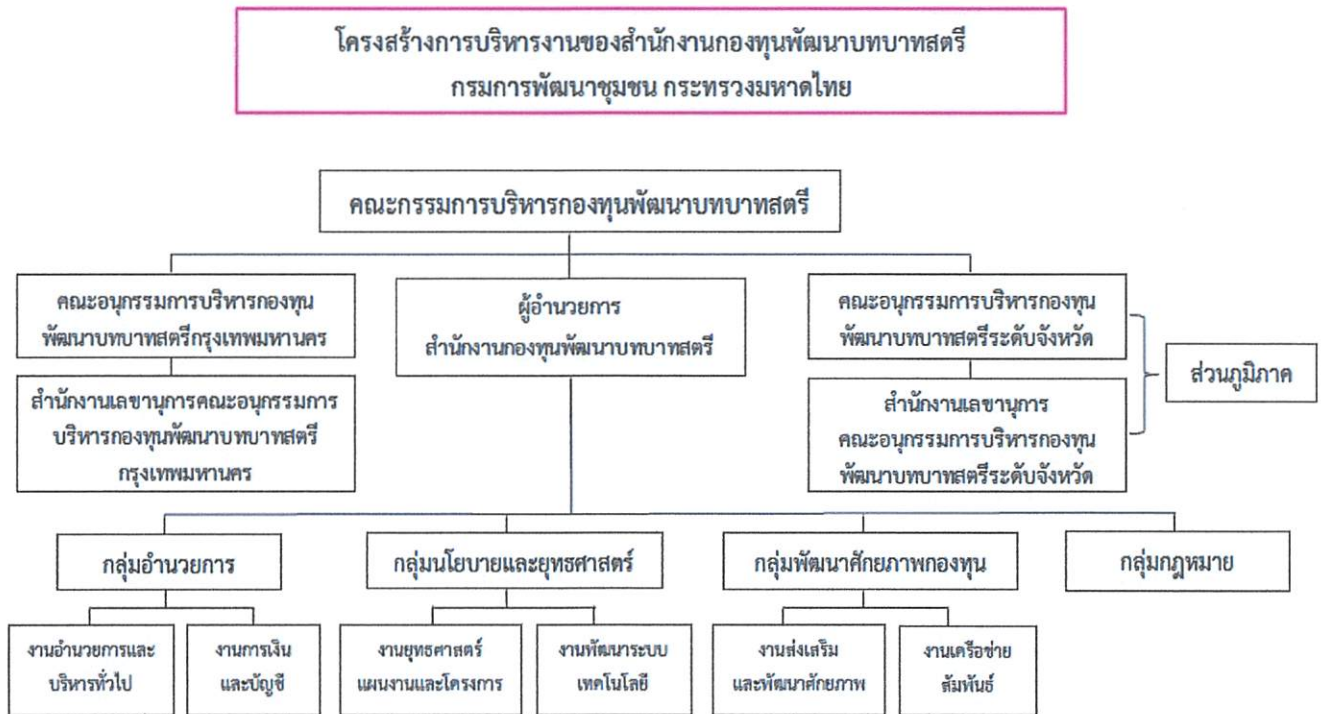 โครงสร้างการบริหารงานของสำนักงานกองทุนพัฒนาบทบาทสตรี
กรมการพัฒนาชุมชน กระทรวงมหาดไทย
คณะกรรมการบริหารกองทุนพัฒนาบทบาทสตรี
คณะอนุกรรมการบริหารกองทุน
พัฒนาบทบาทสตรีกรุงเทพมหานคร
ผู้อำนวยการ
สำนักงานกองทุนพัฒนาบทบาทสตรี
คณะอนุกรรมการบริหารกองทุน
พัฒนาบทบาทสตรีระดับจังหวัด
ส่วนภูมิภาค
สำนักงานเลขานุการคณะอนุกรรมการ
บริหารกองทุนพัฒนาบทบาทสตรี
กรุงเทพมหานคร
สำนักงานเลขานุการ
คณะอนุกรรมการบริหารกองทุน
พัฒนาบทบาทสตรีระดับจังหวัด
กลุ่มอำนวยการ
กลุ่มนโยบายและยุทธศาสตร์
กลุ่มพัฒนาศักยภาพกองทุน
กลุ่มกฎหมาย
งานอำนวยการและ
บริหารทั่วไป
งานการเงิน
และบัญชี
งานยุทธศาสตร์
แผนงานและโครงการ
งานพัฒนาระบบ
เทคโนโลยี
งานส่งเสริม
และพัฒนาศักยภาพ
งานเครือข่าย
สัมพันธ์